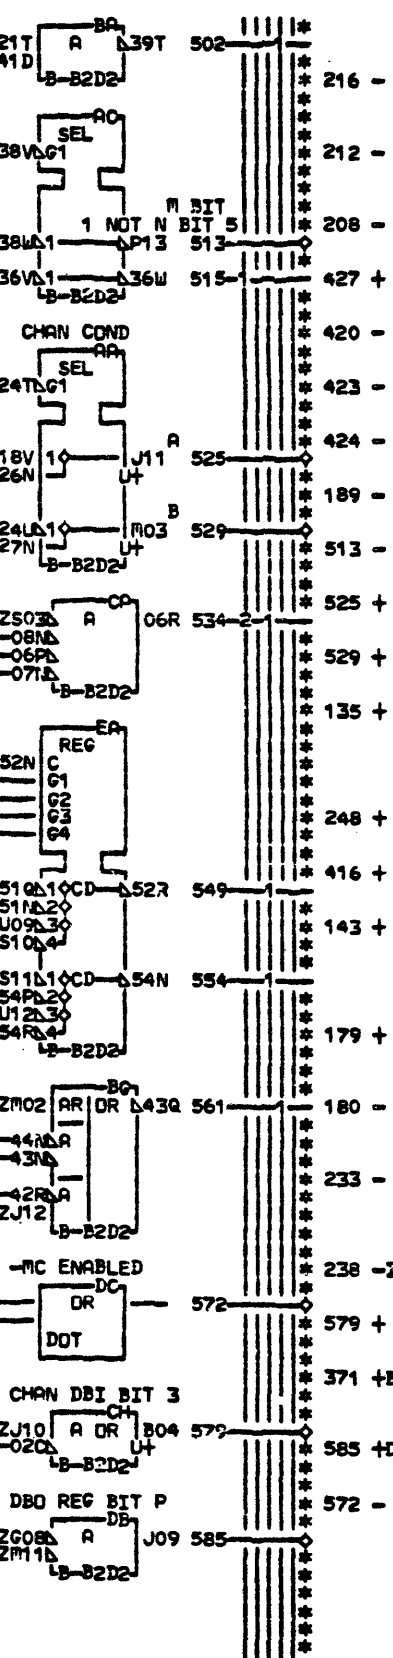 BA
21T A 39T 502
41D
B-B2D2
216 -
AO
SEL
38V G1
212 -
M BIT
1 NOT N BIT 5
208 -
38W 1 P13 513
36V 1 36W 515 1
427 +
B-B2D2
CHAN COND
420 -
AA
SEL
24T G1
423 -
A
424 -
18V 1 J11 525
26N U+
189 -
B
24U 1 M03 529
27N U+
513 -
B-B2D2
CP
525 +
ZS03 A 06R 534 2 1
08N
06P
529 +
07N
B-B2D2
135 +
EA
REG
52N C
G1
G2
G3
248 +
G4
416 +
51Q 1 CD 52R 549 1
51N 2
U09 3
143 +
S10 4
S11 1 CD 54N 554 1
54P 2
U12 3
54R 4
179 +
B-B2D2
BG
ZM02 AR OR 43Q 561 1
180 -
44N A
43N
233 -
42R A
ZJ12
B-B2D2
-MC ENABLED
238 -
DC
OR 572
579 +
DOT
371 +
CHAN DBI BIT 3
CH
ZJ10 A OR B04 579
02C U+
585 +
B-B2D2
DBO REG BIT P
572 -
DB
ZG08 A J09 585
ZM11
B-B2D2